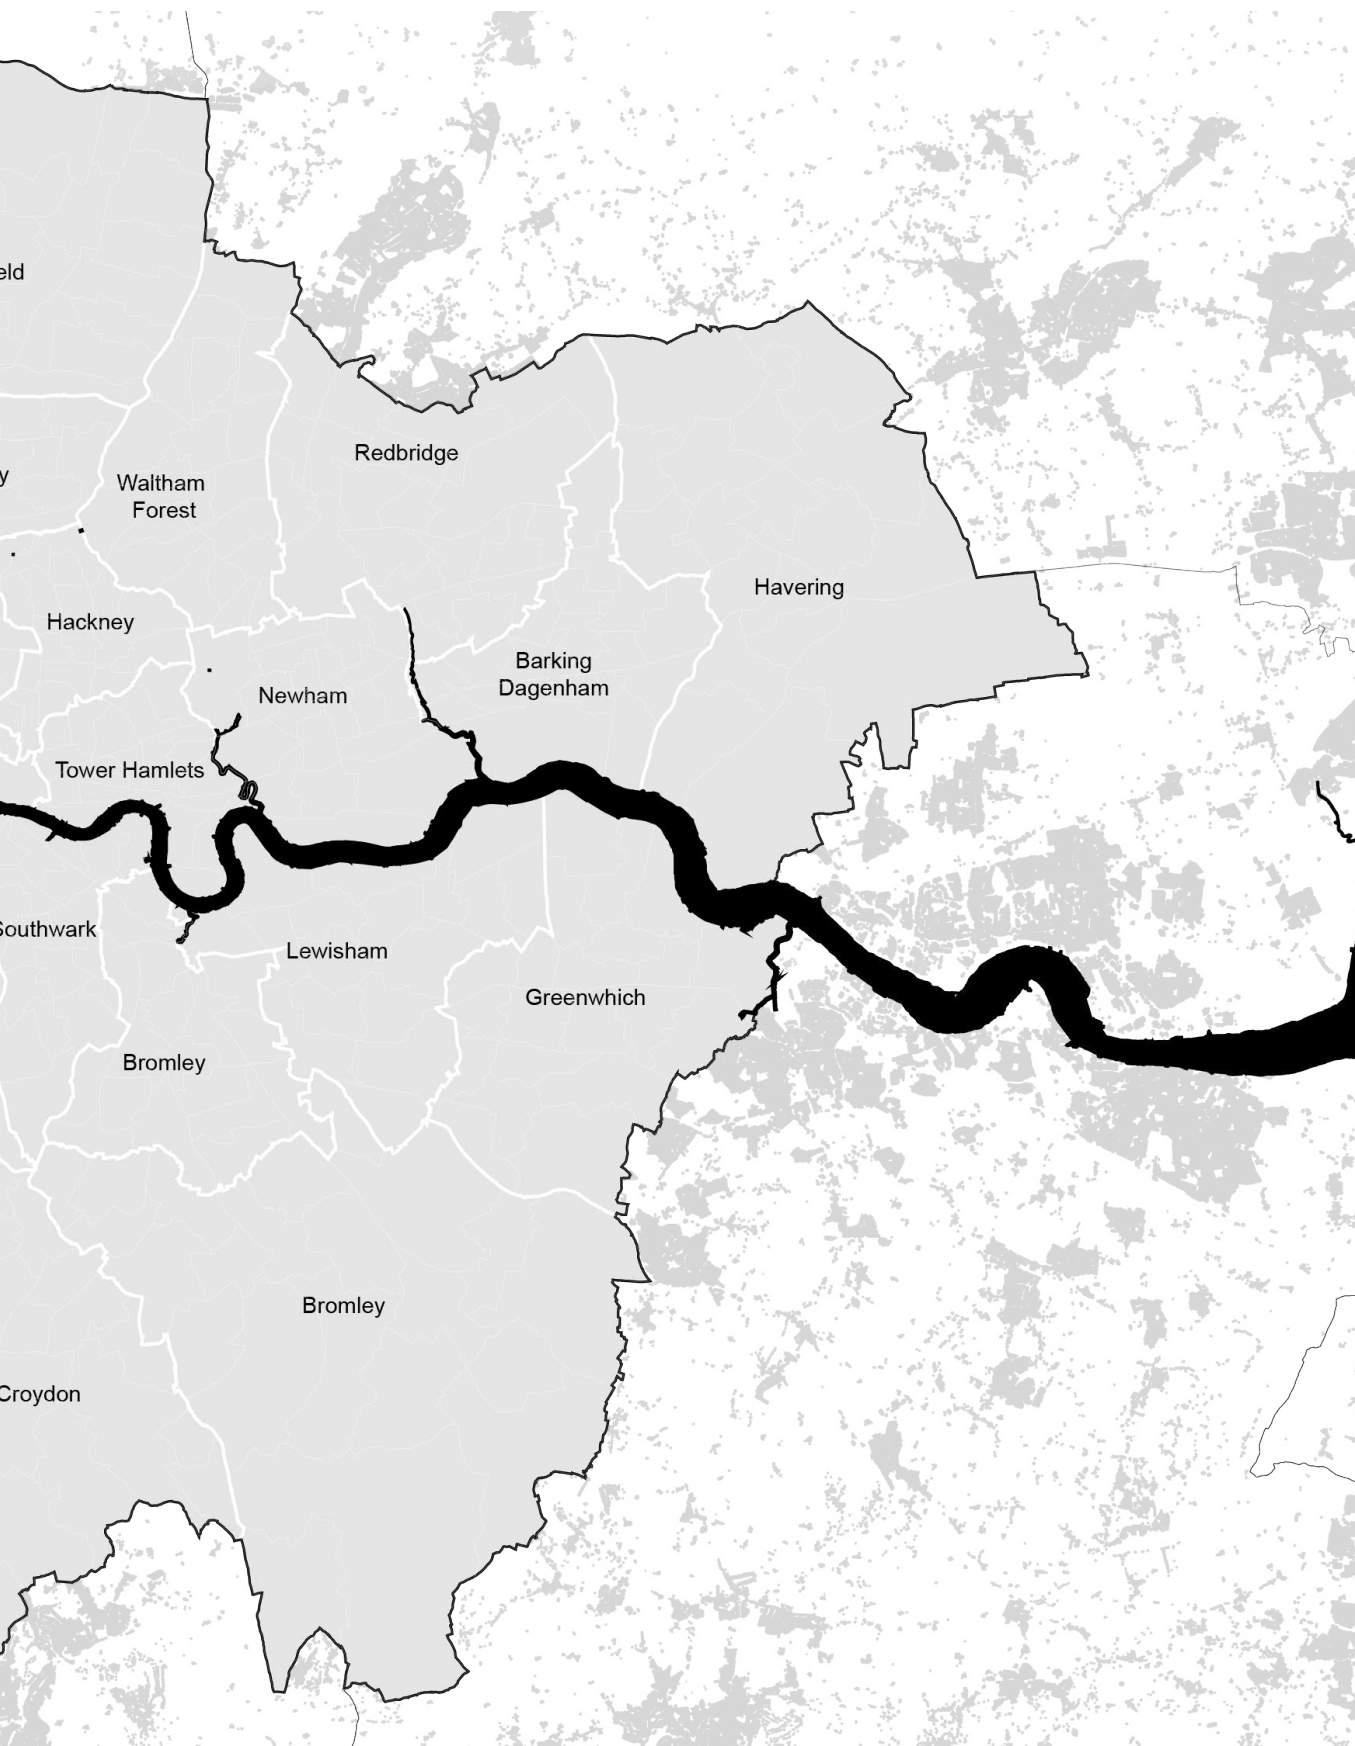 eld
Redbridge
y
Waltham
Forest
Havering
Hackney
Barking
Dagenham
Newham
Tower Hamlets
Southwark
Lewisham
Greenwhich
Bromley
Bromley
Croydon